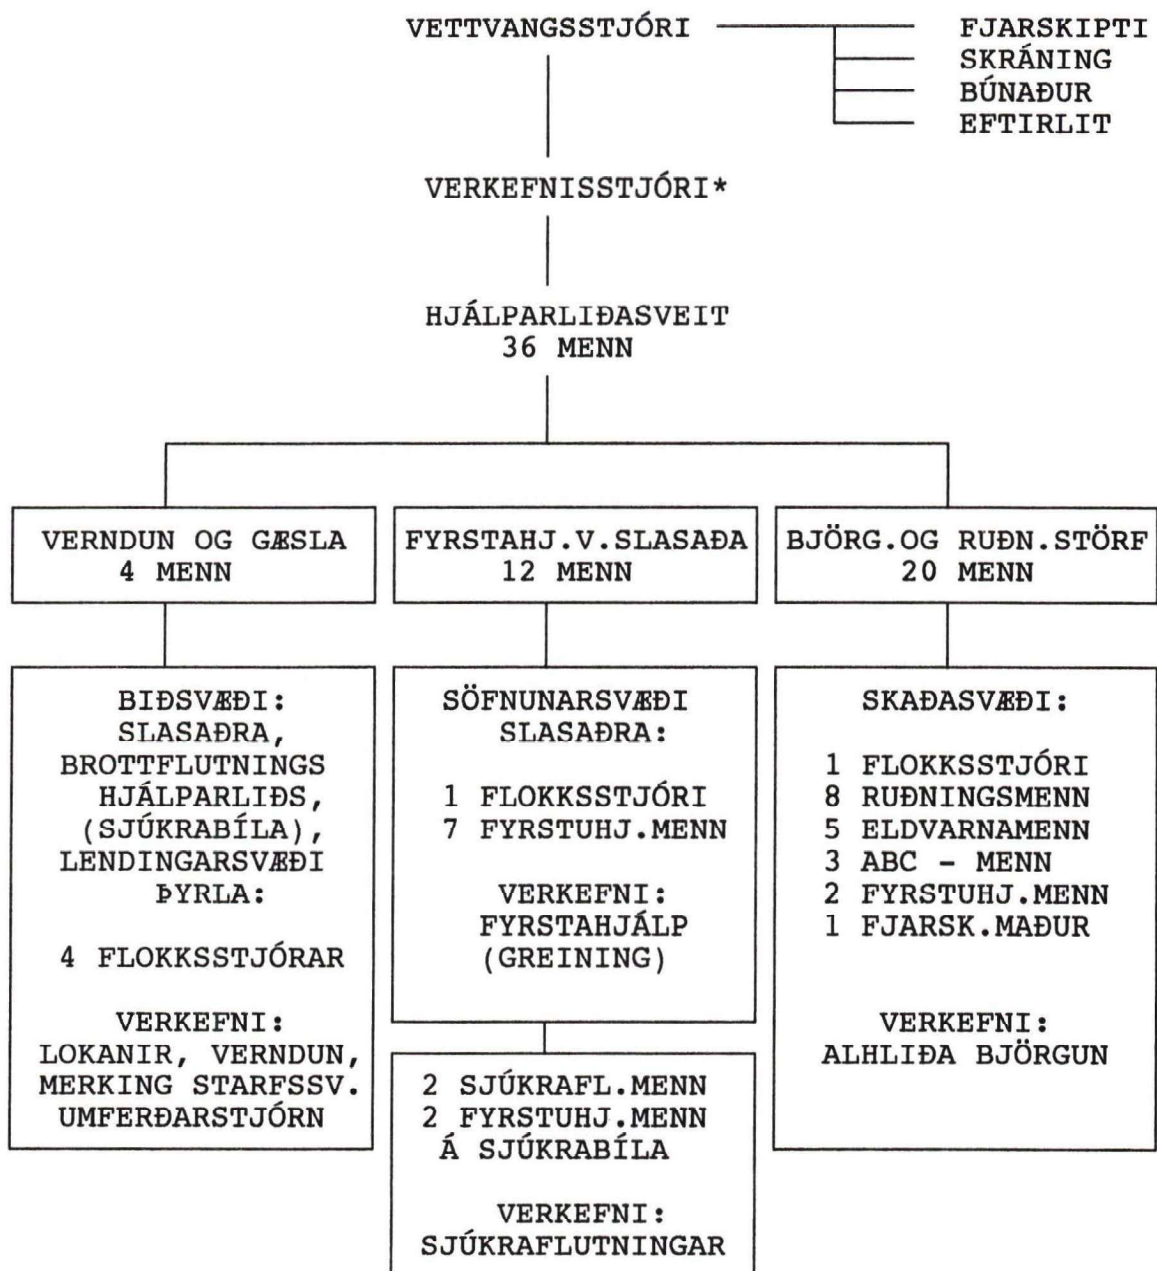 VETTVANGSSTJÓRI
FJARSKIPTI
SKRÁNING
BÚNAÐUR
EFTIRLIT
VERKEFNISSTJÓRI*
HJÁLPARLIÐASVEIT
36 MENN
VERNDUN OG GÆSLA
4 MENN
FYRSTAHJ.V.SLASAÐA
12 MENN
BJÖRG.OG RUÐN.STÖRF
20 MENN
BIÐSVÆÐI:
SLASAÐRA,
BROTTFLUTNINGS
HJÁLPARLIÐS,
(SJÚKRABÍLA),
LENDINGARSVÆÐI
ÞYRLA:
4 FLOKKSSTJÓRAR
VERKEFNI:
LOKANIR, VERNDUN,
MERKING STARFSSV.
UMFERÐARSTJÓRN
SÖFNUNARSVÆÐI
SLASAÐRA:
1 FLOKKSSTJÓRI
7 FYRSTUHJ.MENN
VERKEFNI:
FYRSTAHJÁLP
(GREINING)
2 SJÚKRAFL.MENN
2 FYRSTUHJ.MENN
Á SJÚKRABÍLA
VERKEFNI:
SJÚKRAFLUTNINGAR
SKAÐASVÆÐI:
1 FLOKKSSTJÓRI
8 RUÐNINGSMENN
5 ELDVARNAMENN
3 ABC - MENN
2 FYRSTUHJ.MENN
1 FJARSK.MAÐUR
VERKEFNI:
ALHLIÐA BJÖRGUN